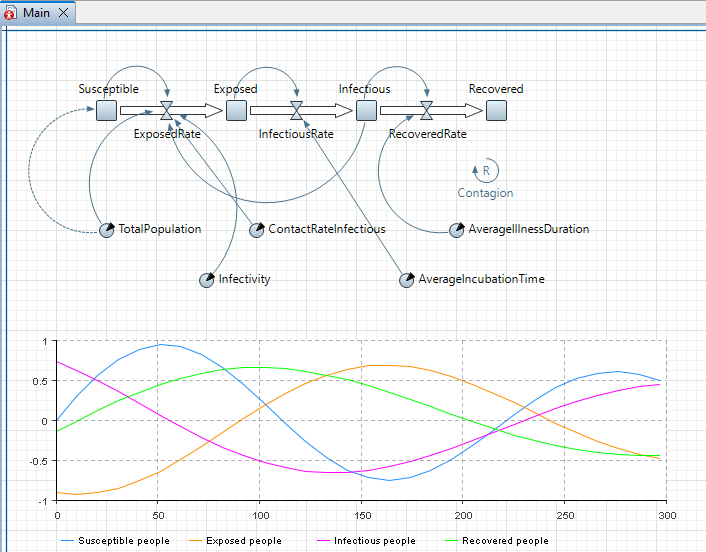 Main
Susceptible Exposed Infectious Recovered
ExposedRate InfectiousRate RecoveredRate
R
Contagion
TotalPopulation ContactRateInfectious AverageIllnessDuration
Infectivity AverageIncubationTime
1
0.5
0
-0.5
-1
0 50 100 150 200 250 300
Susceptible people Exposed people Infectious people Recovered people